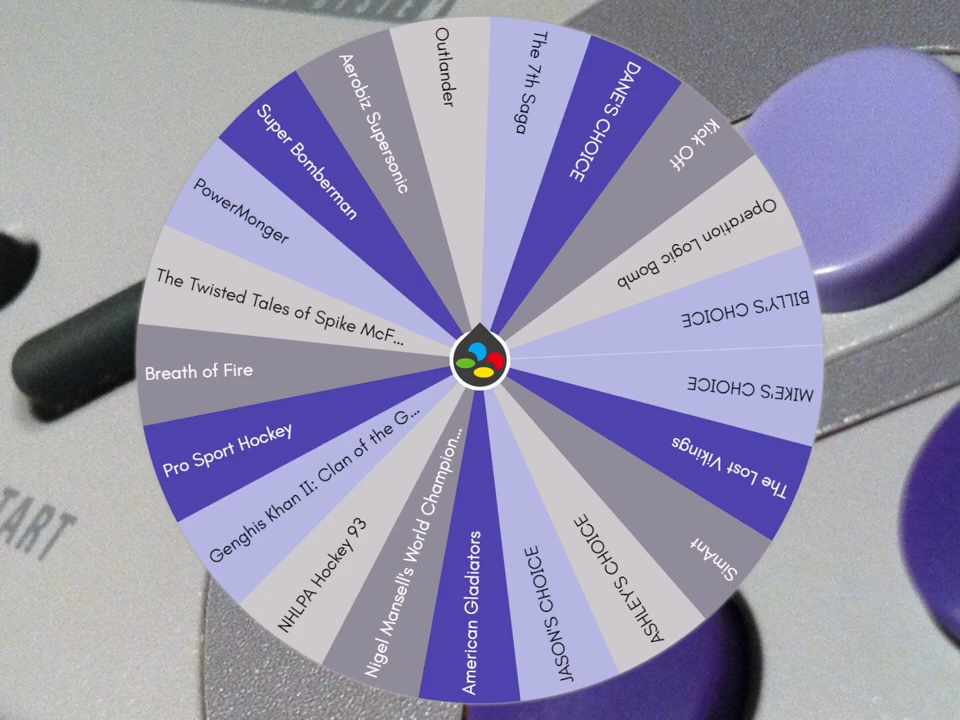 SYSTEM
Outlander
The 7th Saga
DANE'S CHOICE
Kick Off
Operation Logic Bomb
BILLY'S CHOICE
MIKE'S CHOICE
The Lost Vikings
SimAnt
ASHLEY'S CHOICE
JASON'S CHOICE
American Gladiators
Nigel Mansell's World Champion...
NHLPA Hockey 93
Genghis Khan II: Clan of the G...
Pro Sport Hockey
Breath of Fire
The Twisted Tales of Spike McF...
PowerMonger
Super Bomberman
Aerobiz Supersonic
TART